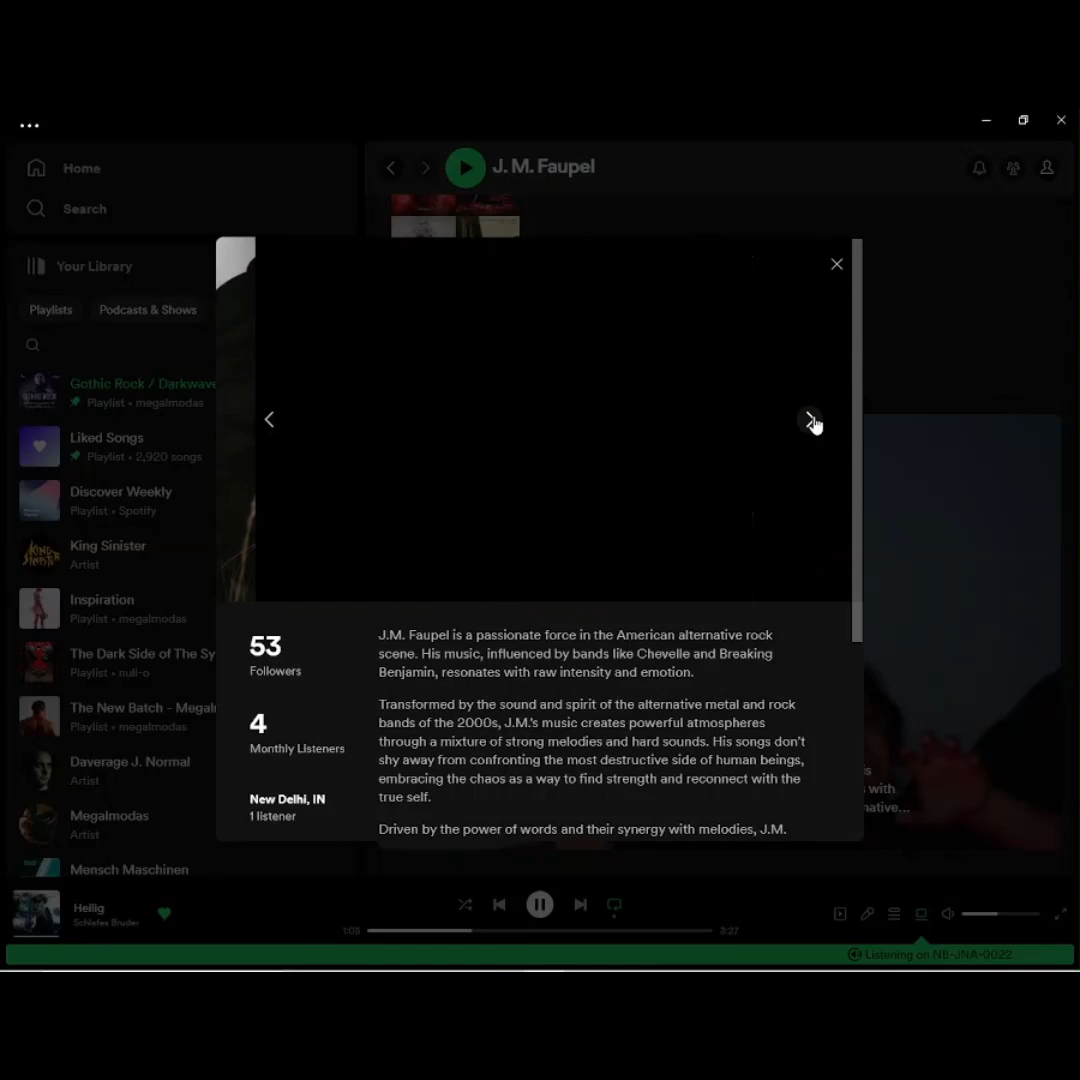 Home
J. M. Faupel
Search
Your Library
Playlists
Podcasts & Shows
Gothic Rock / Darkwave
Playlist • megalmodas
Liked Songs
Playlist • 2,920 songs
Discover Weekly
Playlist • Spotify
King Sinister
Artist
Inspiration
Playlist • megalmodas
The Dark Side of The Sy
Playlist • null-o
The New Batch - Megal
Playlist • megalmodas
Daverage J. Normal
Artist
Megalmodas
Artist
Mensch Maschinen
53
Followers
4
Monthly Listeners
New Delhi, IN
1 listener
J.M. Faupel is a passionate force in the American alternative rock
scene. His music, influenced by bands like Chevelle and Breaking
Benjamin, resonates with raw intensity and emotion.
Transformed by the sound and spirit of the alternative metal and rock
bands of the 2000s, J.M.'s music creates powerful atmospheres
through a mixture of strong melodies and hard sounds. His songs don't
shy away from confronting the most destructive side of human beings,
embracing the chaos as a way to find strength and reconnect with the
true self.
Driven by the power of words and their synergy with melodies, J.M.
s
with
native...
Heilig
Schlafes Bruder
1:03
3:27
Listening on NB-JNA-0022